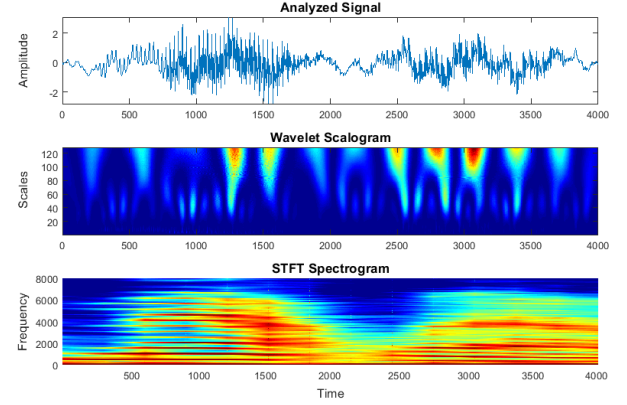 Analyzed Signal
Amplitude
2
0
-2
0 500 1000 1500 2000 2500 3000 3500 4000
Wavelet Scalogram
Scales
120
100
80
60
40
20
0 500 1000 1500 2000 2500 3000 3500 4000
STFT Spectrogram
Frequency
8000
6000
4000
2000
0
500 1000 1500 2000 2500 3000 3500 4000
Time